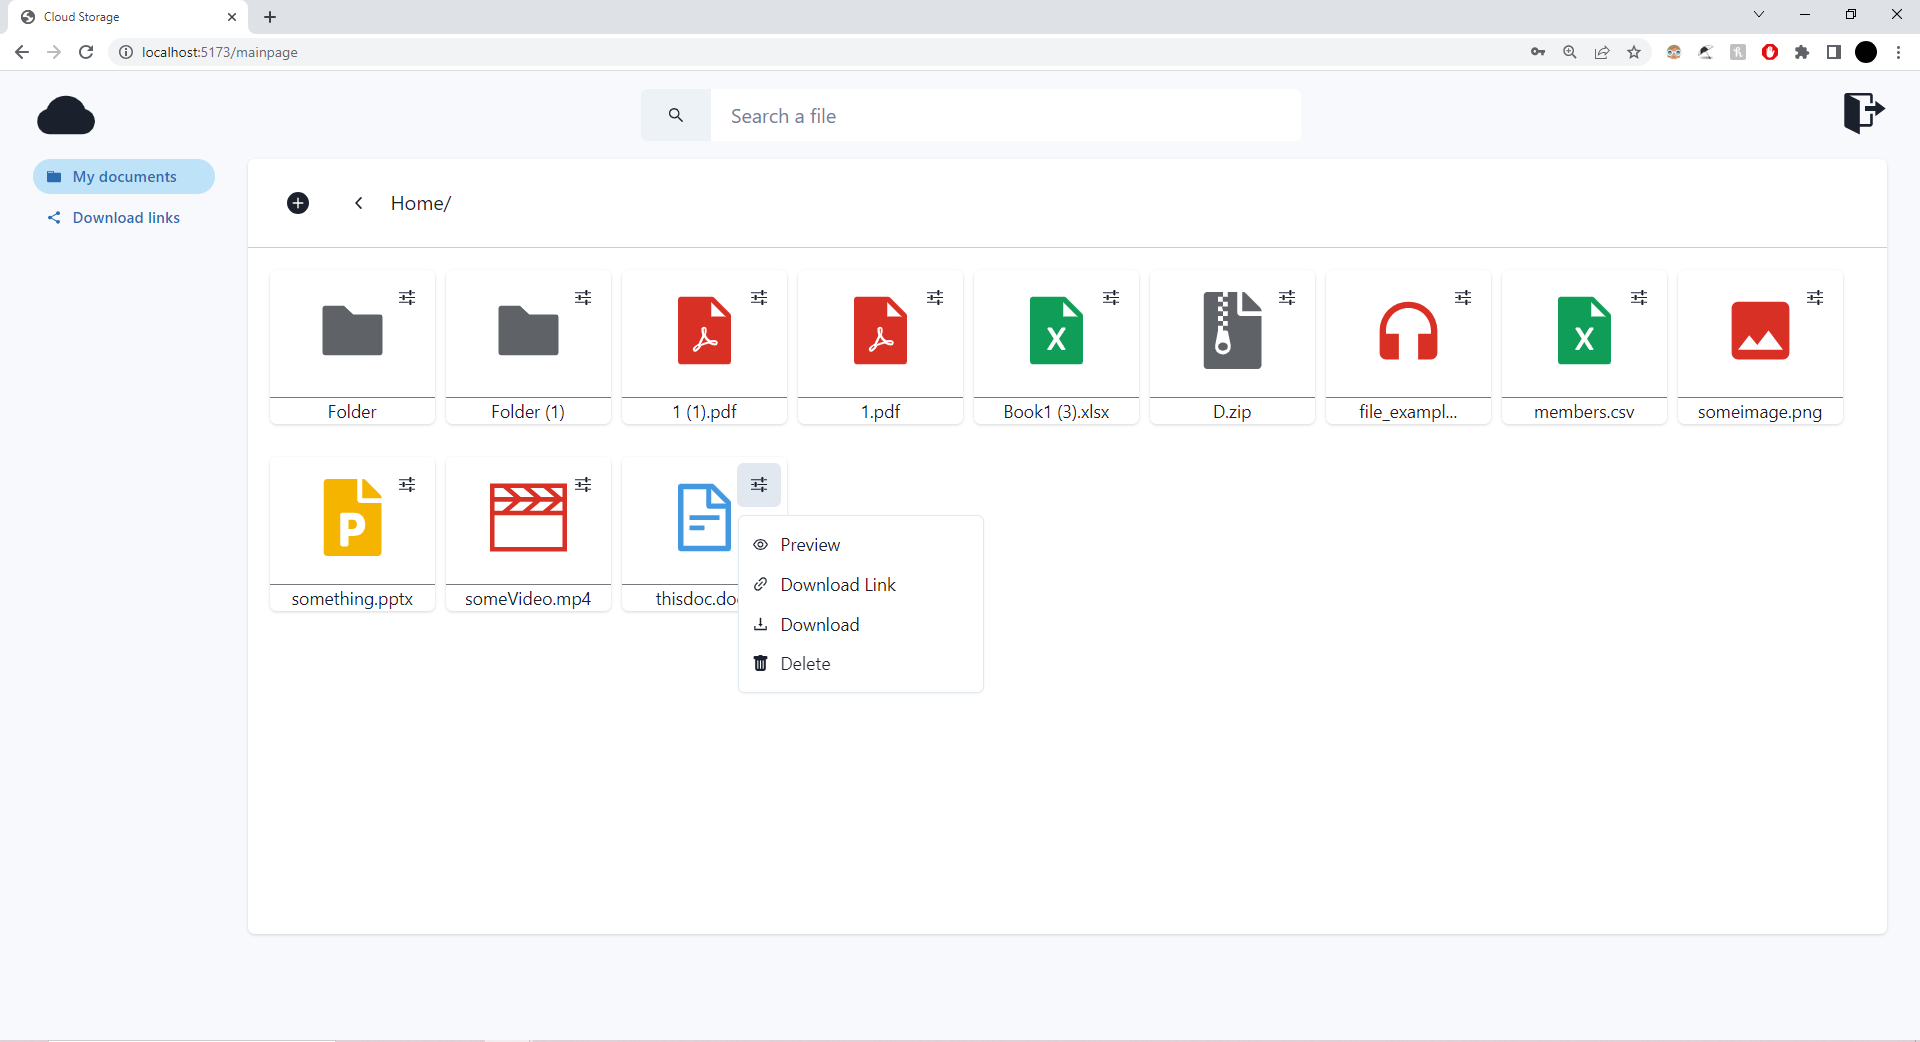 Cloud Storage
localhost:5173/mainpage
Search a file
My documents
Download links
Home/
Folder
Folder (1)
1 (1).pdf
1.pdf
Book1 (3).xlsx
D.zip
file_exampl...
members.csv
someimage.png
something.pptx
someVideo.mp4
thisdoc.do
Preview
Download Link
Download
Delete